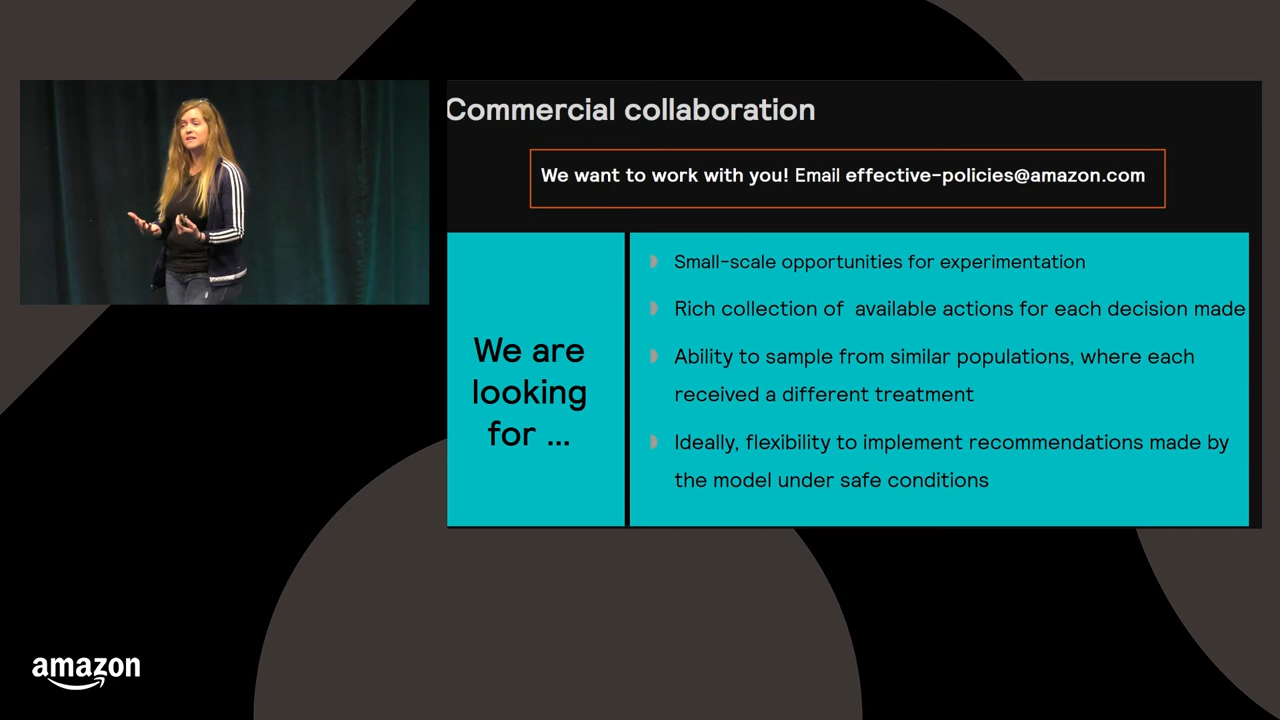 Commercial collaboration
We want to work with you! Email effective-policies@amazon.com
We are
looking
for ...
Small-scale opportunities for experimentation
Rich collection of available actions for each decision made
Ability to sample from similar populations, where each
received a different treatment
Ideally, flexibility to implement recommendations made by
the model under safe conditions
amazon